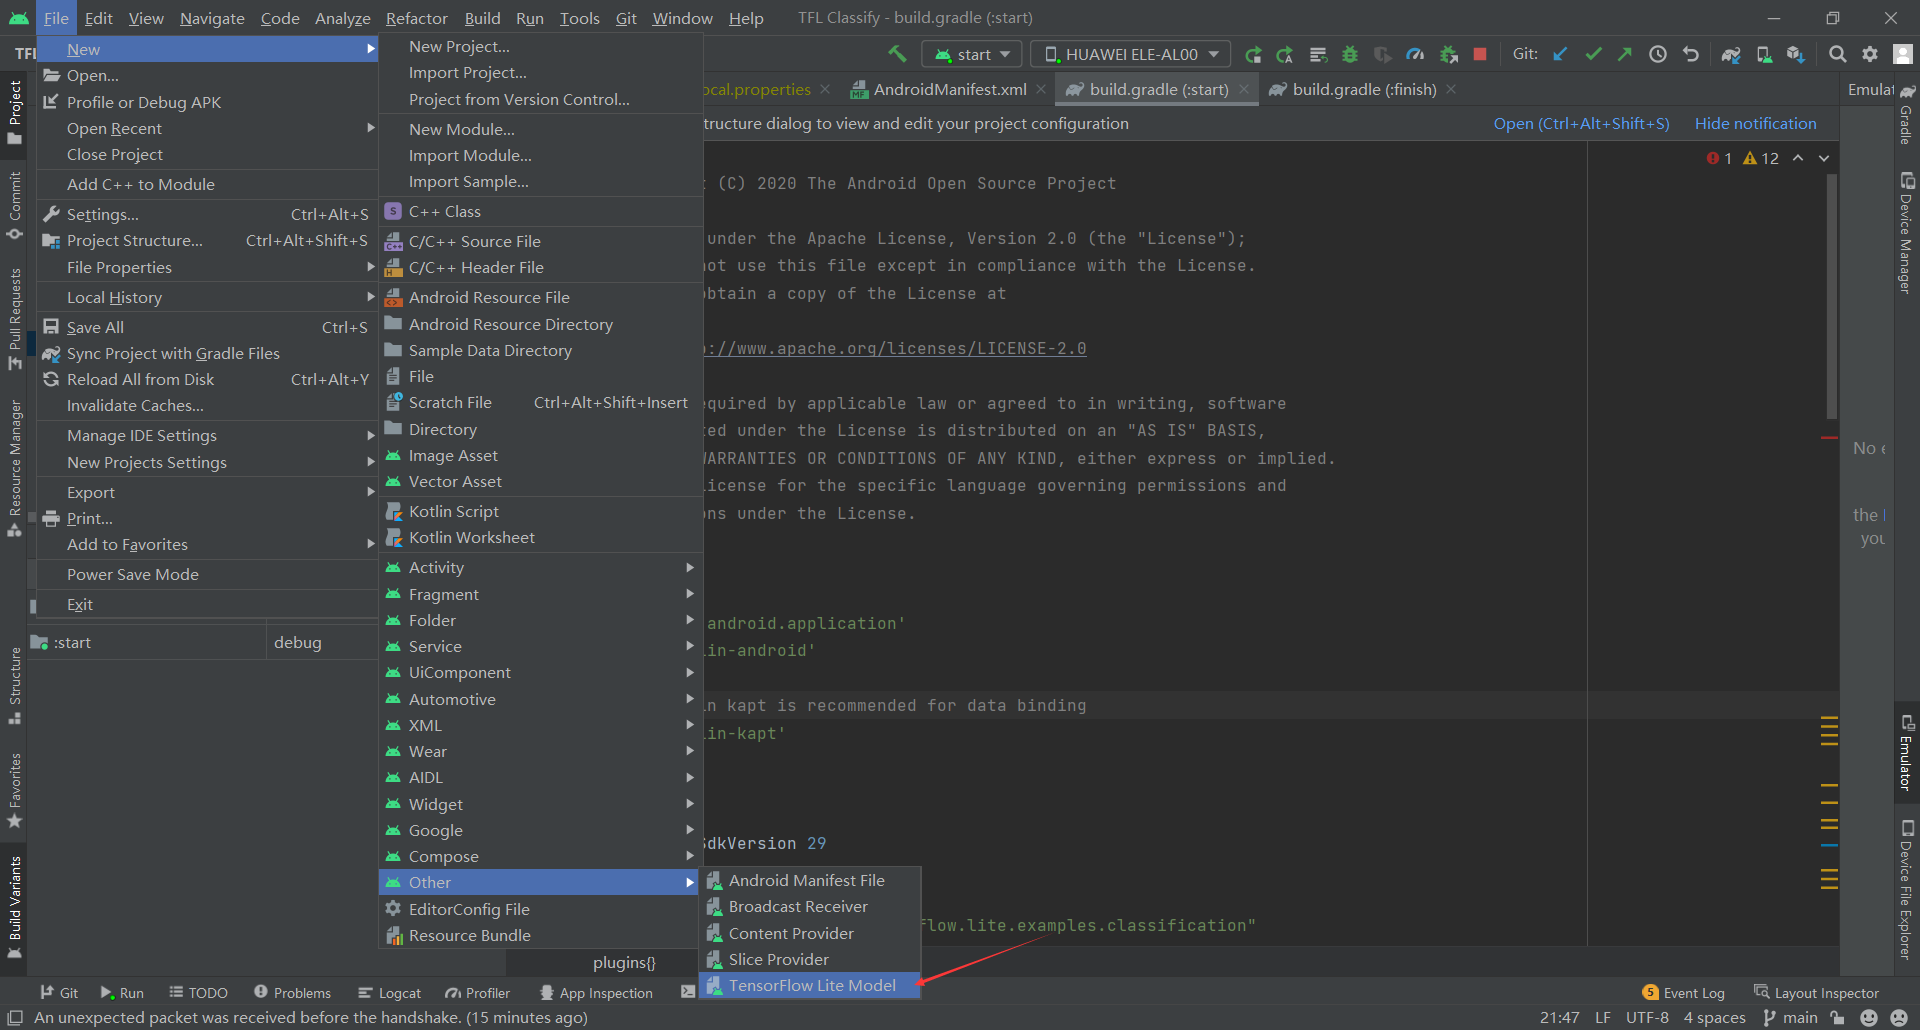 File Edit View Navigate Code Analyze Refactor Build Run Tools Git Window Help TFL Classify - build.gradle (:start)
TFL
start HUAWEI ELE-AL00 Git:
local.properties AndroidManifest.xml build.gradle (:start) build.gradle (:finish)
tructure dialog to view and edit your project configuration Open (Ctrl+Alt+Shift+S) Hide notification
New
Open...
Profile or Debug APK
Open Recent
Close Project
Add C++ to Module
Settings... Ctrl+Alt+S
Project Structure... Ctrl+Alt+Shift+S
File Properties
Local History
Save All Ctrl+S
Sync Project with Gradle Files
Reload All from Disk Ctrl+Alt+Y
Invalidate Caches...
Manage IDE Settings
New Projects Settings
Export
Print...
Add to Favorites
Power Save Mode
Exit
:start debug
New Project...
Import Project...
Project from Version Control...
New Module...
Import Module...
Import Sample...
C++ Class
C/C++ Source File
C/C++ Header File
Android Resource File
Android Resource Directory
Sample Data Directory
File
Scratch File Ctrl+Alt+Shift+Insert
Directory
Image Asset
Vector Asset
Kotlin Script
Kotlin Worksheet
Activity
Fragment
Folder
Service
UiComponent
Automotive
XML
Wear
AIDL
Widget
Google
Compose
Other
EditorConfig File
Resource Bundle
Android Manifest File
Broadcast Receiver
Content Provider
Slice Provider
TensorFlow Lite Model
1 12
t (C) 2020 The Android Open Source Project
under the Apache License, Version 2.0 (the "License");
not use this file except in compliance with the License.
obtain a copy of the License at
p://www.apache.org/licenses/LICENSE-2.0
equired by applicable law or agreed to in writing, software
ted under the License is distributed on an "AS IS" BASIS,
WARRANTIES OR CONDITIONS OF ANY KIND, either express or implied.
License for the specific language governing permissions and
ons under the License.
android.application'
lin-android'
in kapt is recommended for data binding
lin-kapt'
SdkVersion 29
flow.lite.examples.classification"
plugins{}
Project
Commit
Pull Requests
Resource Manager
Structure
Favorites
Build Variants
Emulat
No e
the
you
Gradle
Device Manager
Emulator
Device File Explorer
Git Run TODO Problems Logcat Profiler App Inspection 5 Event Log Layout Inspector
An unexpected packet was received before the handshake. (15 minutes ago) 21:47 LF UTF-8 4 spaces main